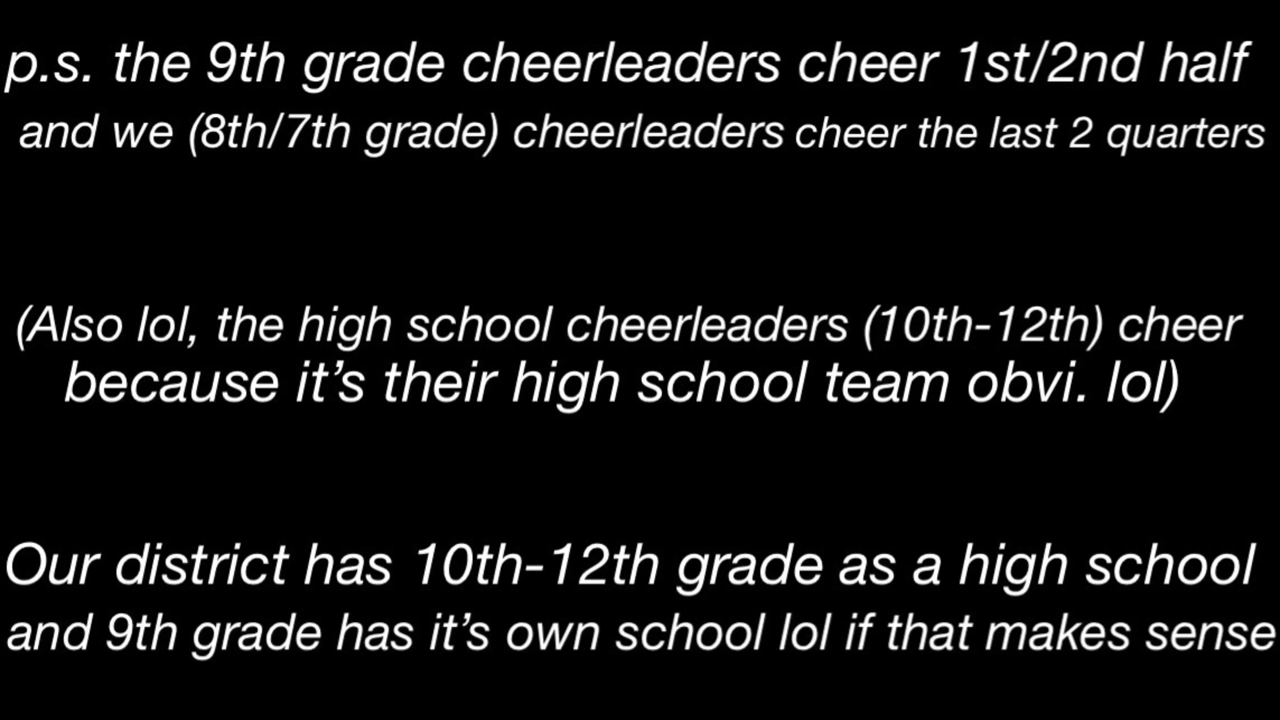 p.s. the 9th grade cheerleaders cheer 1st/2nd half
and we (8th/7th grade) cheerleaders cheer the last 2 quarters
(Also lol, the high school cheerleaders (10th-12th) cheer
because it’s their high school team obvi. lol)
Our district has 10th-12th grade as a high school
and 9th grade has it’s own school lol if that makes sense